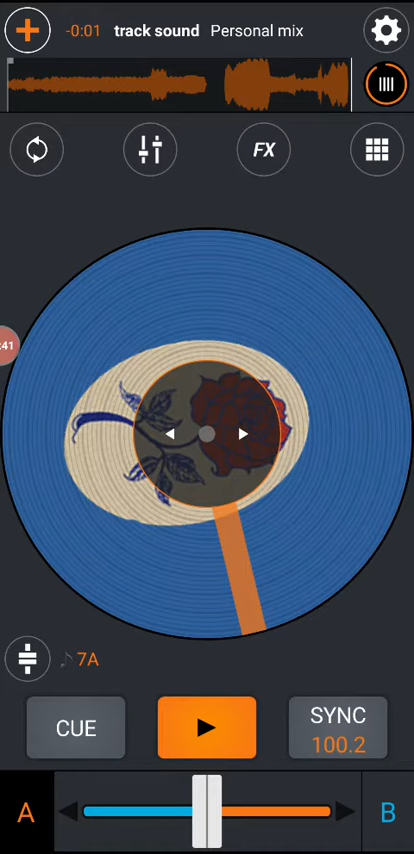 -0:01 track sound Personal mix
FX
:41
7A
CUE
SYNC
100.2
A
B